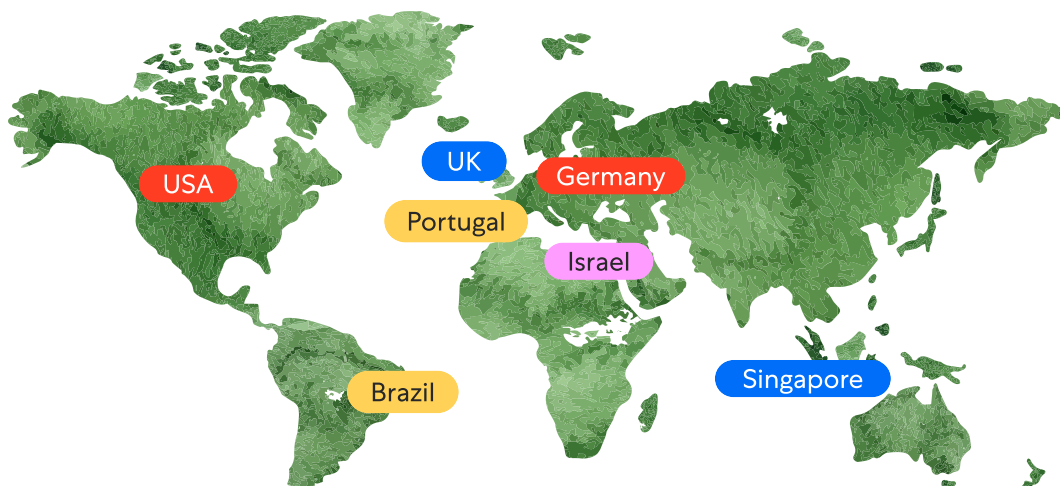 UK
USA
Germany
Portugal
Israel
Singapore
Brazil